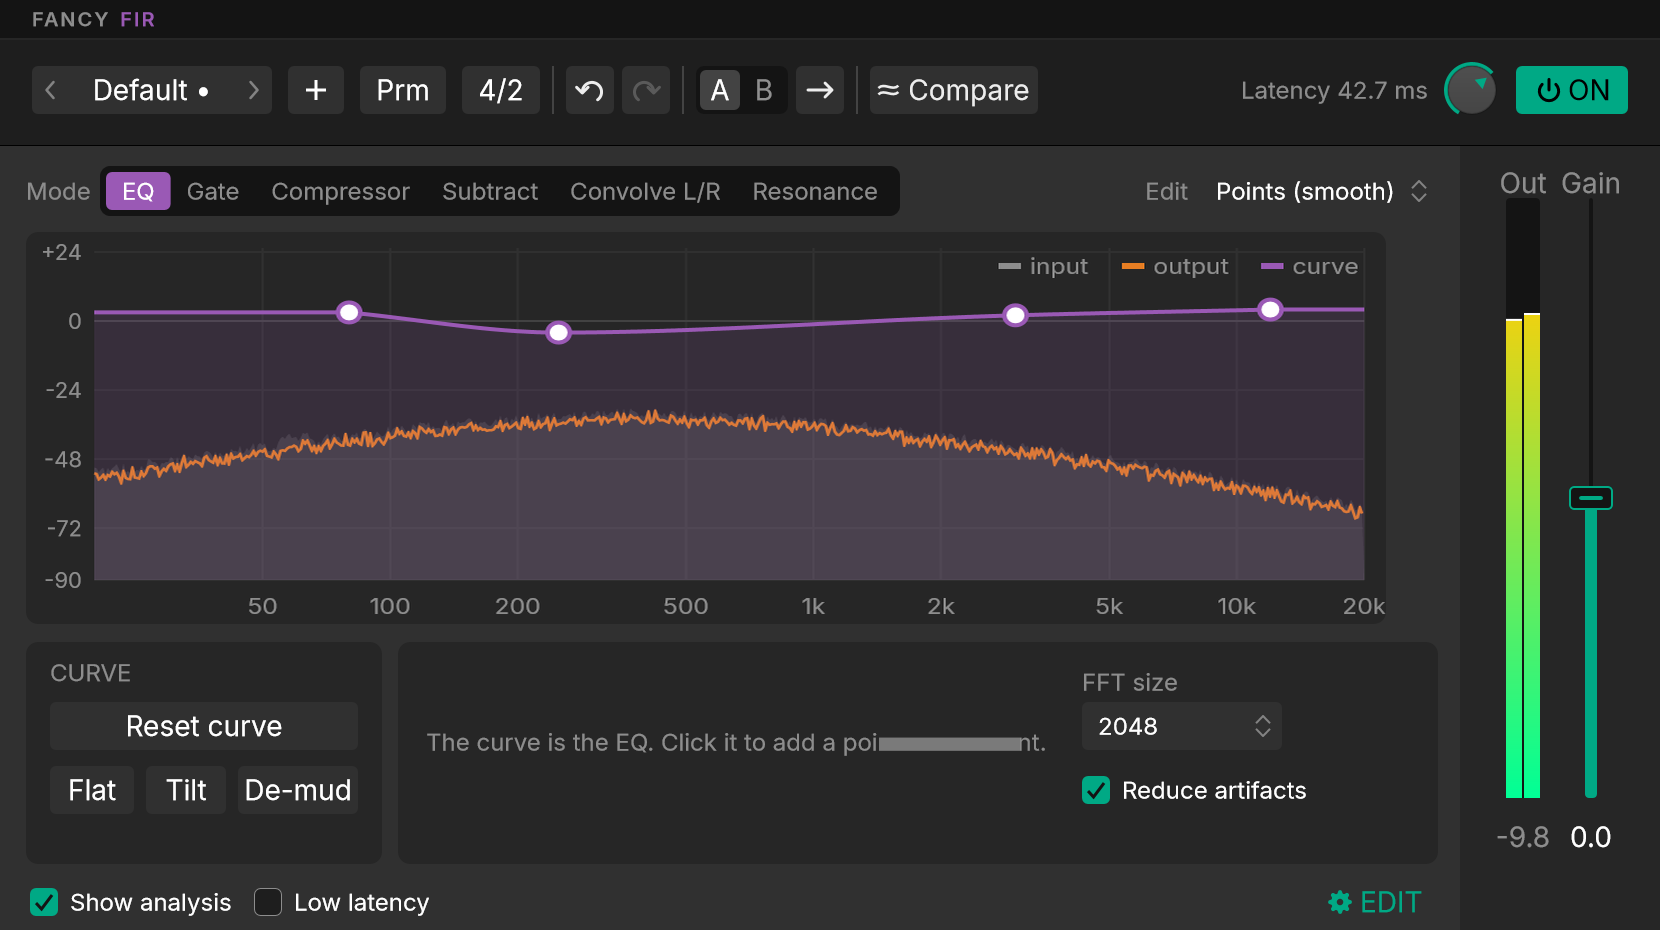 FANCY FIR
Default •
+
Prm
4/2
A B
Compare
Latency 42.7 ms
ON
Mode EQ Gate Compressor Subtract Convolve L/R Resonance
Edit Points (smooth)
Out Gain
+24
0
-24
-48
-72
-90
input output curve
50 100 200 500 1k 2k 5k 10k 20k
CURVE
Reset curve
Flat Tilt De-mud
The curve is the EQ. Click it to add a
FFT size
2048
Reduce artifacts
-9.8 0.0
Show analysis Low latency
EDIT